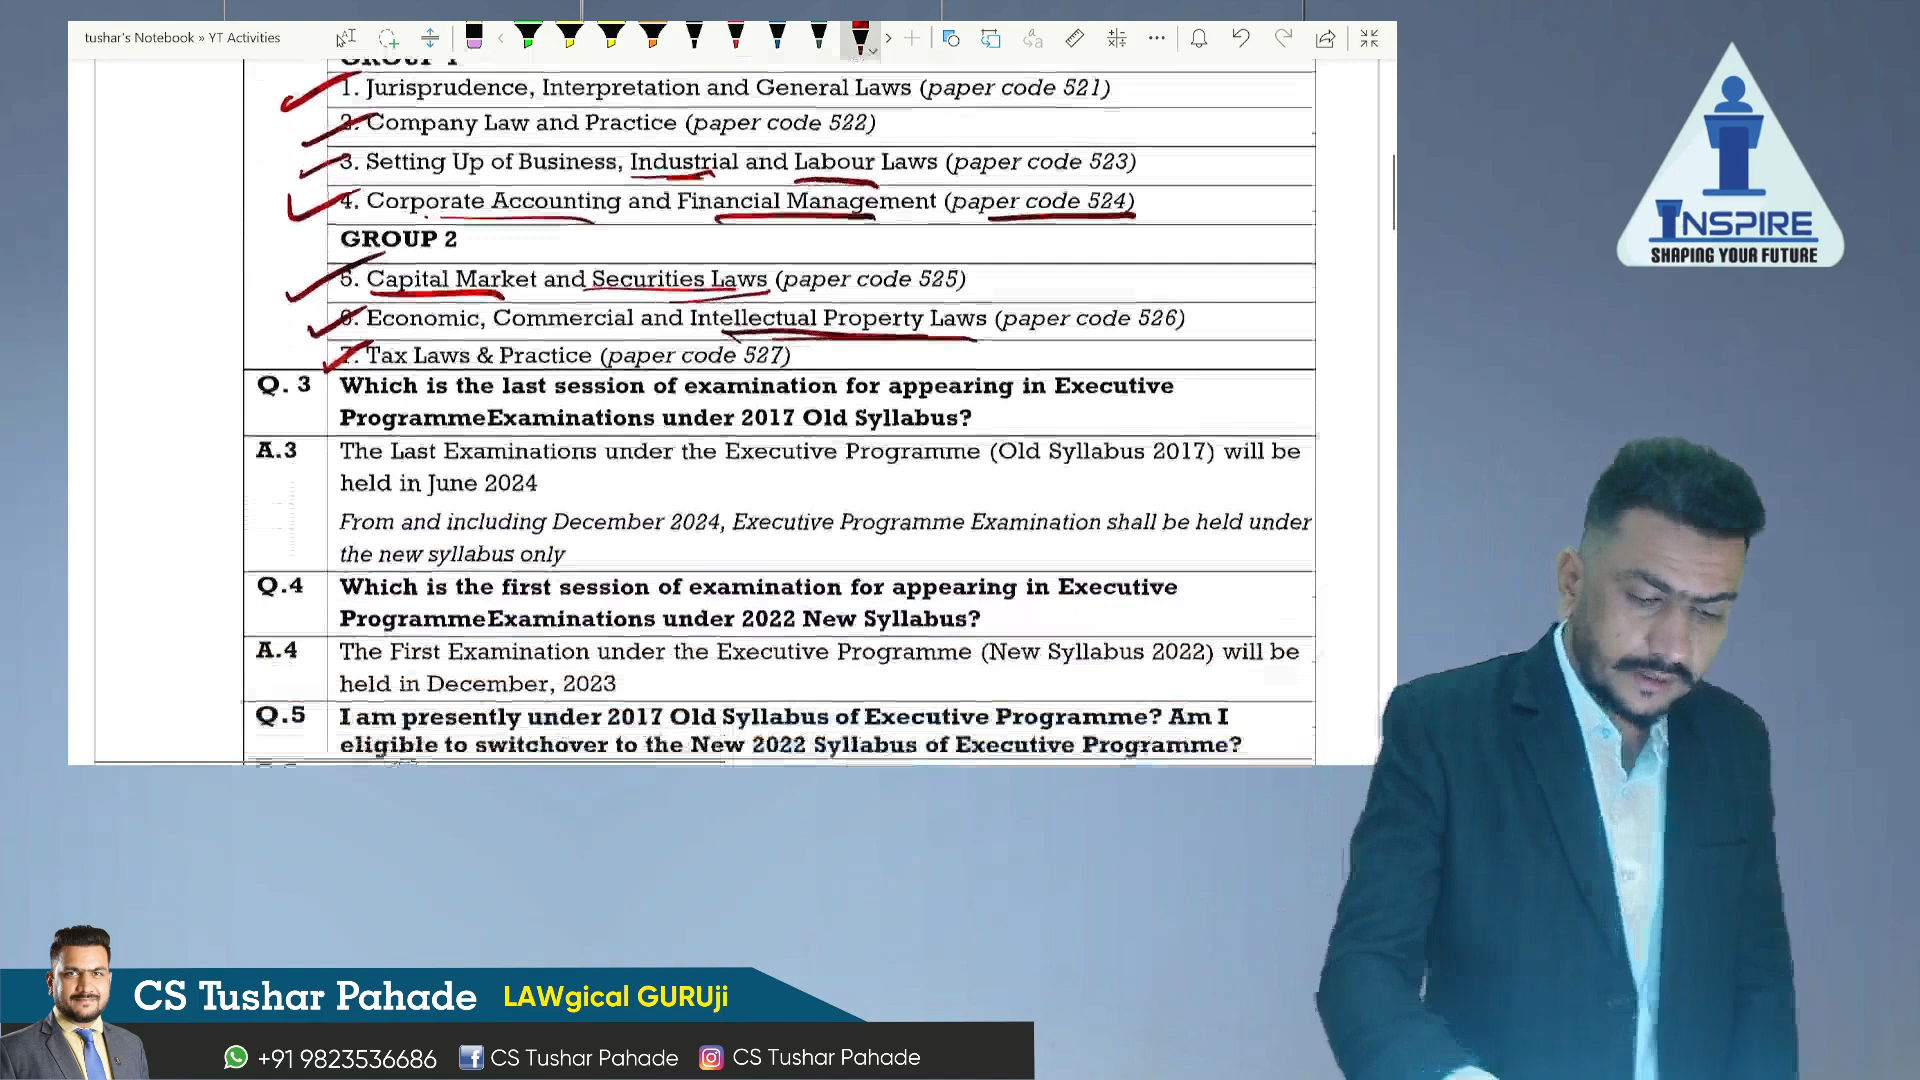 tushar's Notebook » YT Activities
GROUP 1
1. Jurisprudence, Interpretation and General Laws (paper code 521)
2. Company Law and Practice (paper code 522)
3. Setting Up of Business, Industrial and Labour Laws (paper code 523)
4. Corporate Accounting and Financial Management (paper code 524)
GROUP 2
5. Capital Market and Securities Laws (paper code 525)
6. Economic, Commercial and Intellectual Property Laws (paper code 526)
7. Tax Laws & Practice (paper code 527)
Q. 3 Which is the last session of examination for appearing in Executive
ProgrammeExaminations under 2017 Old Syllabus?
A.3 The Last Examinations under the Executive Programme (Old Syllabus 2017) will be
held in June 2024
From and including December 2024, Executive Programme Examination shall be held under
the new syllabus only
Q.4 Which is the first session of examination for appearing in Executive
ProgrammeExaminations under 2022 New Syllabus?
A.4 The First Examination under the Executive Programme (New Syllabus 2022) will be
held in December, 2023
Q.5 I am presently under 2017 Old Syllabus of Executive Programme? Am I
eligible to switchover to the New 2022 Syllabus of Executive Programme?
INSPIRE
SHAPING YOUR FUTURE
CS Tushar Pahade LAWgical GURUji
+91 9823536686 CS Tushar Pahade CS Tushar Pahade